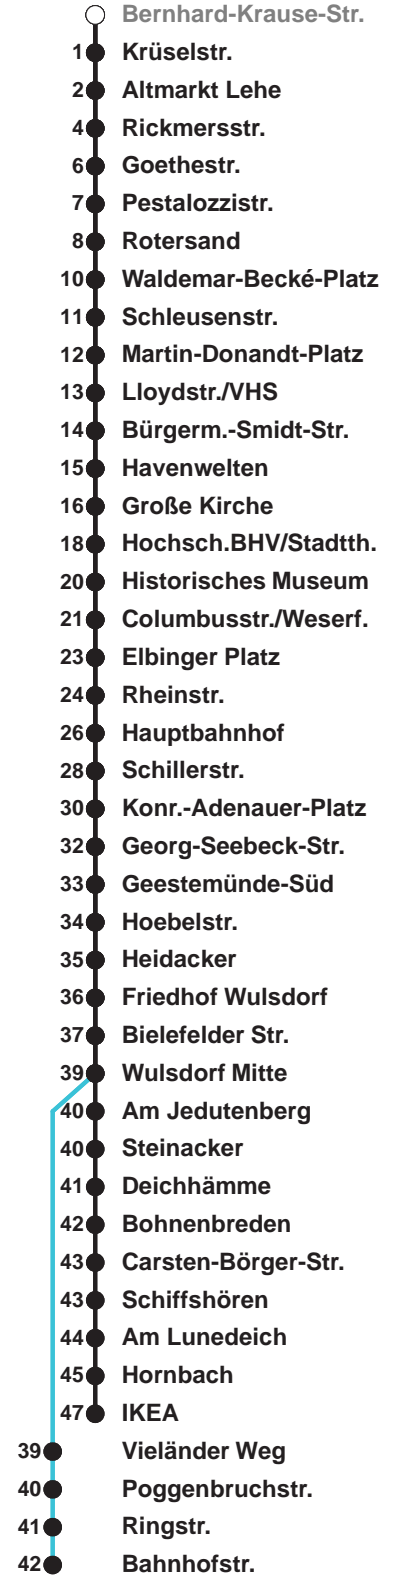 Bernhard-Krause-Str.
1 Krüselstr.
2 Altmarkt Lehe
4 Rickmersstr.
6 Goethestr.
7 Pestalozzistr.
8 Rotersand
10 Waldemar-Becké-Platz
11 Schleusenstr.
12 Martin-Donandt-Platz
13 Lloydstr./VHS
14 Bürgerm.-Smidt-Str.
15 Havenwelten
16 Große Kirche
18 Hochsch.BHV/Stadtth.
20 Historisches Museum
21 Columbusstr./Weserf.
23 Elbinger Platz
24 Rheinstr.
26 Hauptbahnhof
28 Schillerstr.
30 Konr.-Adenauer-Platz
32 Georg-Seebeck-Str.
33 Geestemünde-Süd
34 Hoebelstr.
35 Heidacker
36 Friedhof Wulsdorf
37 Bielefelder Str.
39 Wulsdorf Mitte
40 Am Jedutenberg
40 Steinacker
41 Deichhämme
42 Bohnenbreden
43 Carsten-Börger-Str.
43 Schiffshören
44 Am Lunedeich
45 Hornbach
47 IKEA
39 Vieländer Weg
40 Poggenbruchstr.
41 Ringstr.
42 Bahnhofstr.